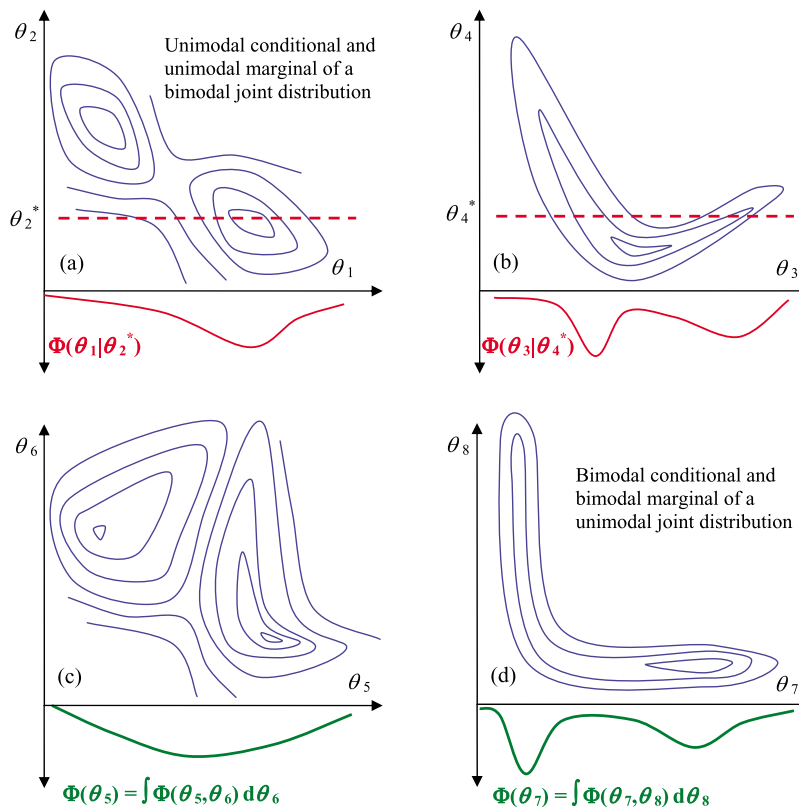 θ₂
Unimodal conditional and
unimodal marginal of a
bimodal joint distribution
θ₂*
(a)
θ₁
Φ(θ₁|θ₂*)
θ₄
θ₄*
(b)
θ₃
Φ(θ₃|θ₄*)
θ₆
(c)
θ₅
Φ(θ₅) = ∫Φ(θ₅,θ₆) dθ₆
θ₈
Bimodal conditional and
bimodal marginal of a
unimodal joint distribution
(d)
θ₇
Φ(θ₇) = ∫Φ(θ₇,θ₈) dθ₈